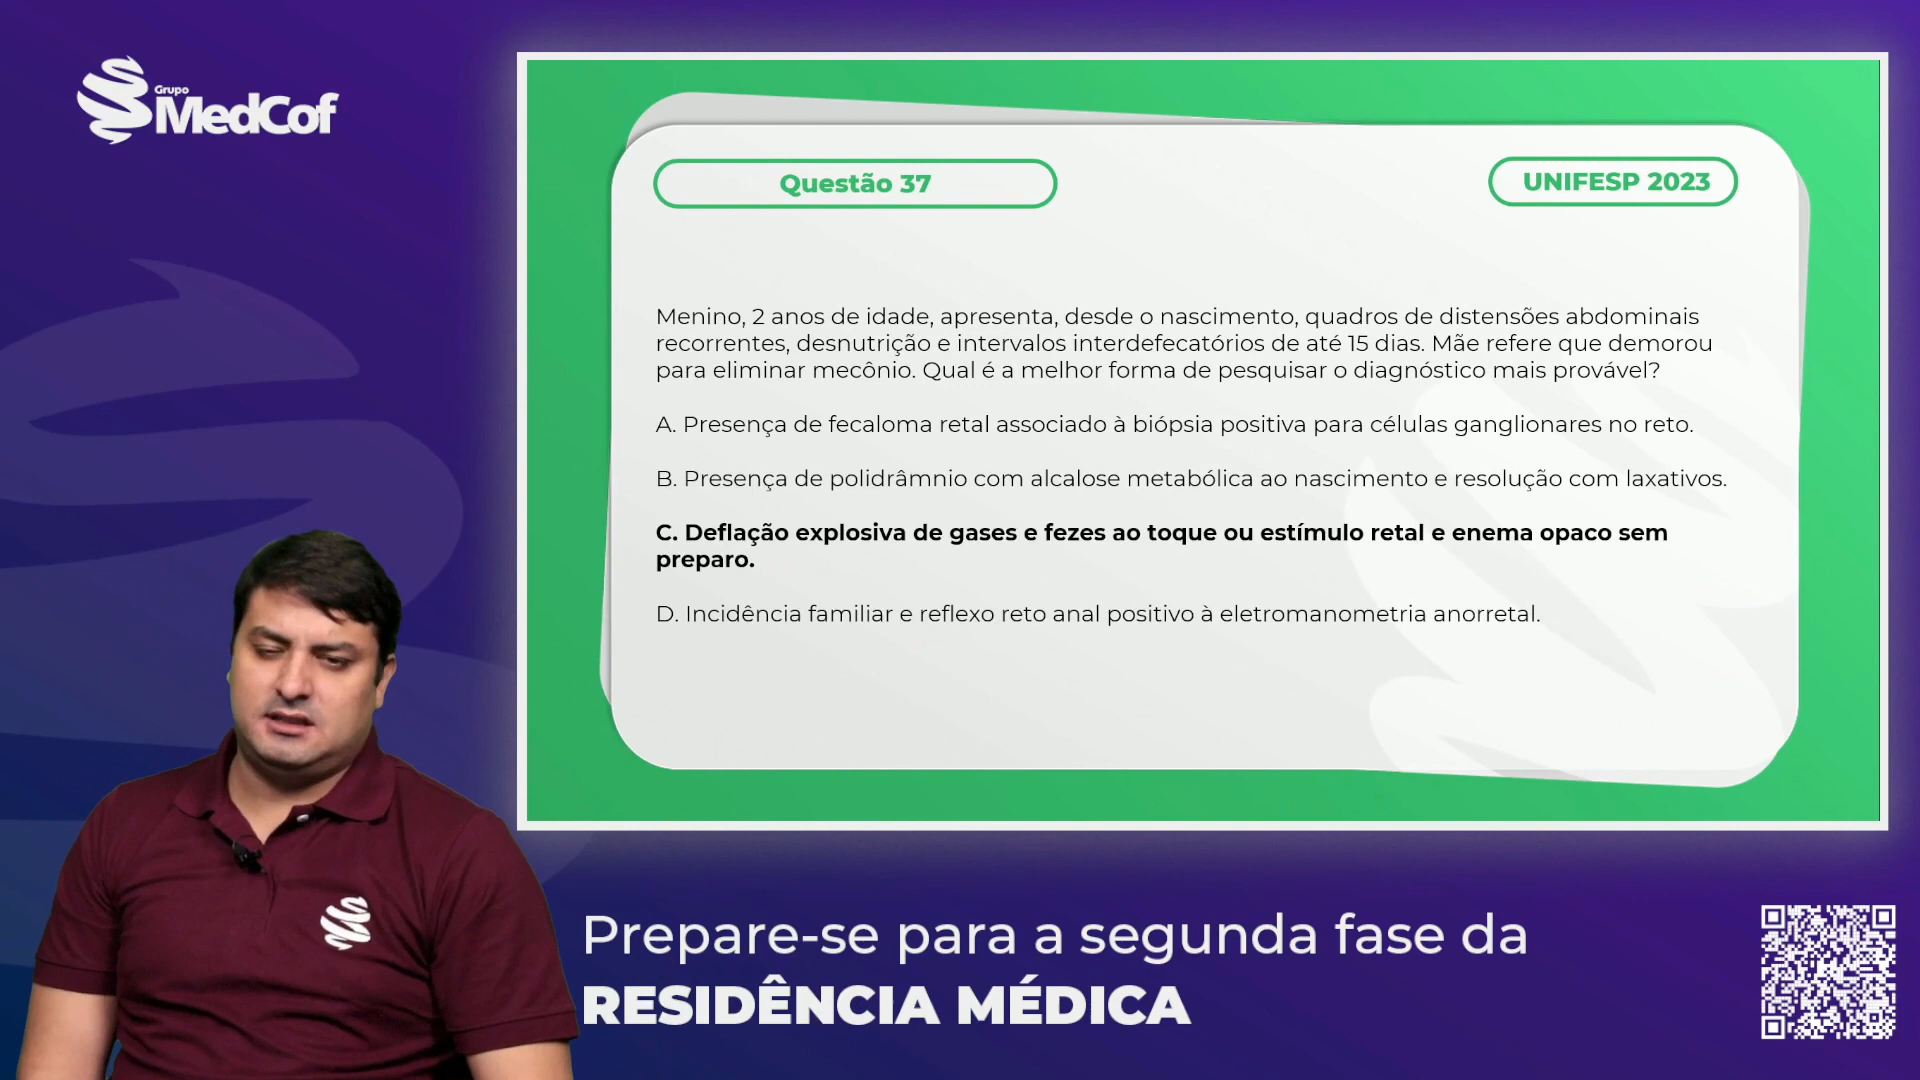 Grupo
MedCof
Questão 37
UNIFESP 2023
Menino, 2 anos de idade, apresenta, desde o nascimento, quadros de distensões abdominais
recorrentes, desnutrição e intervalos interdefecatórios de até 15 dias. Mãe refere que demorou
para eliminar mecônio. Qual é a melhor forma de pesquisar o diagnóstico mais provável?
A. Presença de fecaloma retal associado à biópsia positiva para células ganglionares no reto.
B. Presença de polidrâmnio com alcalose metabólica ao nascimento e resolução com laxativos.
C. Deflação explosiva de gases e fezes ao toque ou estímulo retal e enema opaco sem
preparo.
D. Incidência familiar e reflexo reto anal positivo à eletromanometria anorretal.
Prepare-se para a segunda fase da
RESIDÊNCIA MÉDICA